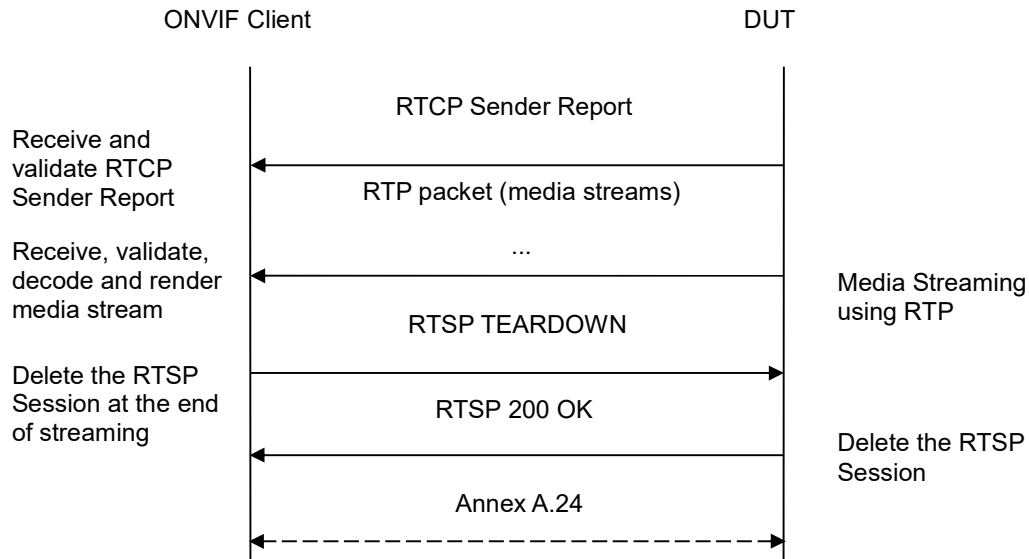 ONVIF Client
DUT
RTCP Sender Report
Receive and
validate RTCP
Sender Report
RTP packet (media streams)
Receive, validate,
decode and render
media stream
...
Media Streaming
using RTP
RTSP TEARDOWN
Delete the RTSP
Session at the end
of streaming
RTSP 200 OK
Delete the RTSP
Session
Annex A.24